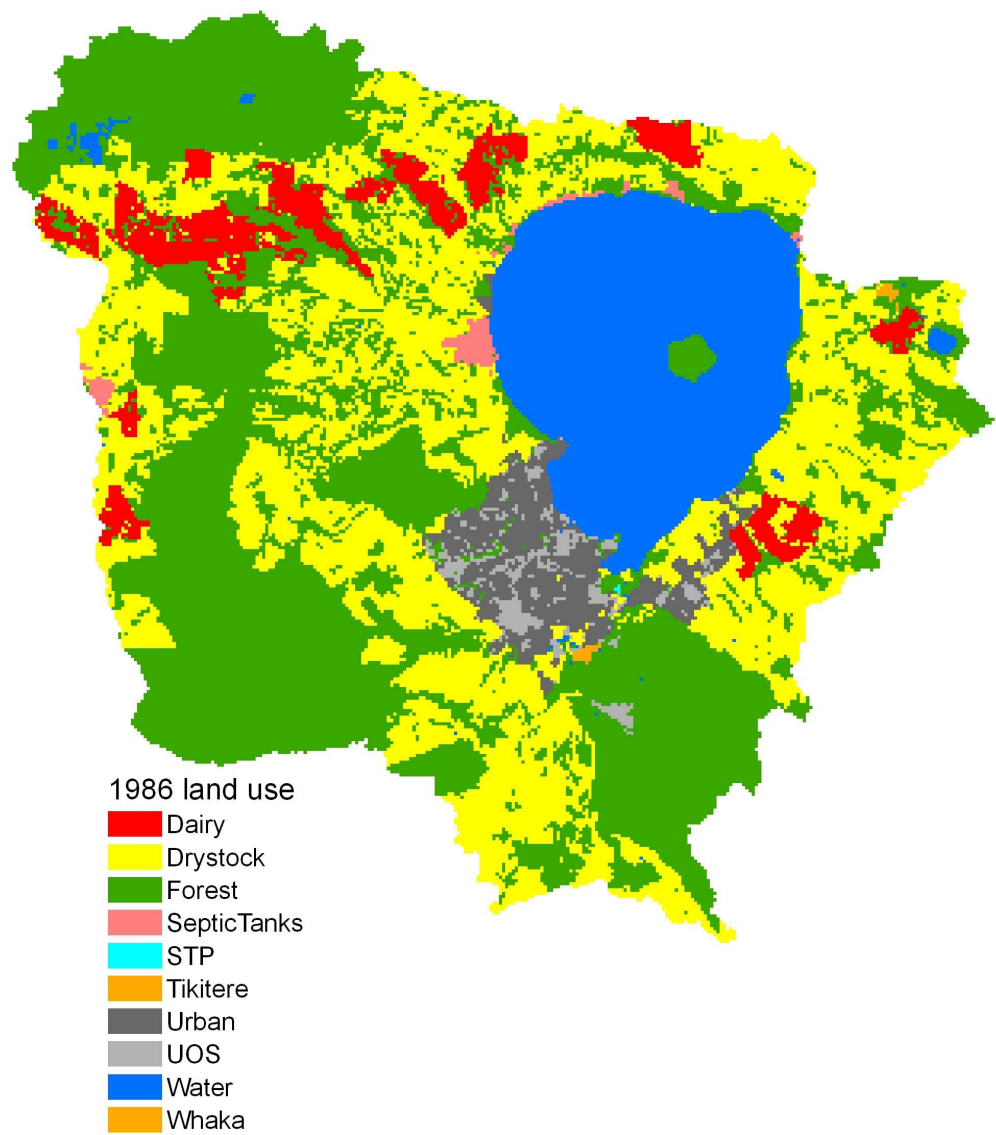 1986 land use
Dairy
Drystock
Forest
SepticTanks
STP
Tikitere
Urban
UOS
Water
Whaka